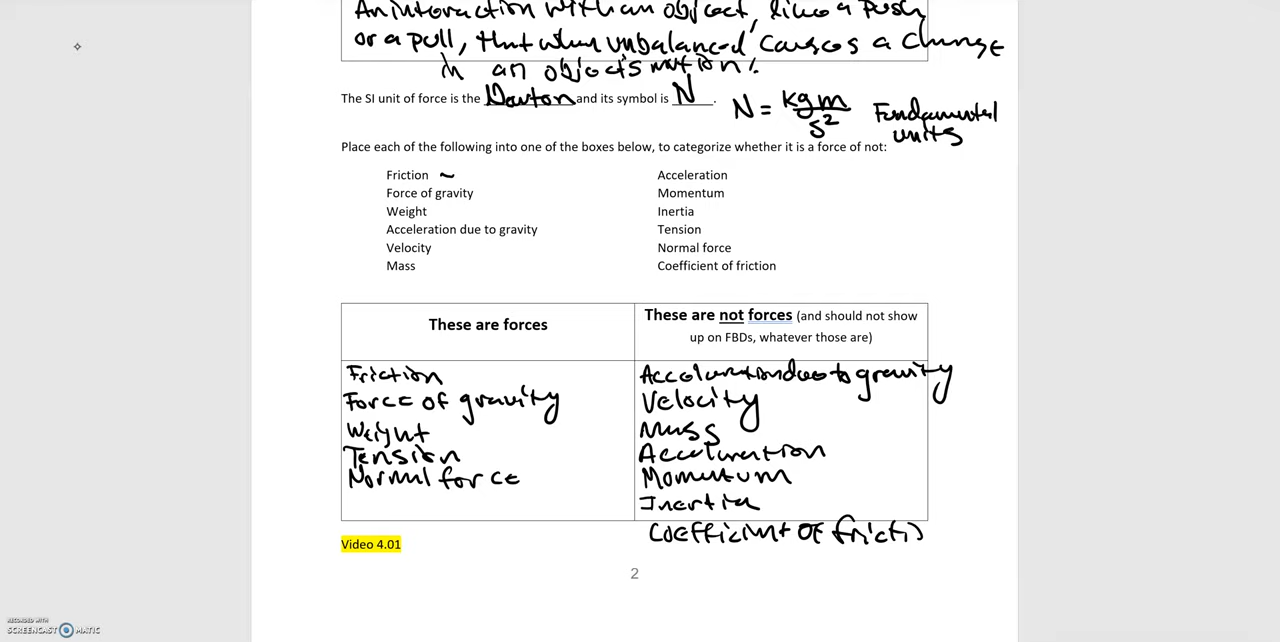 An interaction with an object, like a push
or a pull, that when unbalanced, causes a change
in an object's motion.
The SI unit of force is the Newton and its symbol is N.
N = kgm/s² Fundamental
units
Place each of the following into one of the boxes below, to categorize whether it is a force of not:
Friction
Force of gravity
Weight
Acceleration due to gravity
Velocity
Mass
Acceleration
Momentum
Inertia
Tension
Normal force
Coefficient of friction
These are forces
Friction
Force of gravity
Weight
Tension
Normal force
These are not forces (and should not show
up on FBDs, whatever those are)
Acceleration due to gravity
Velocity
Mass
Acceleration
Momentum
Inertia
Coefficient of frictio
Video 4.01
2
RECORDED WITH
SCREENCAST MATIC